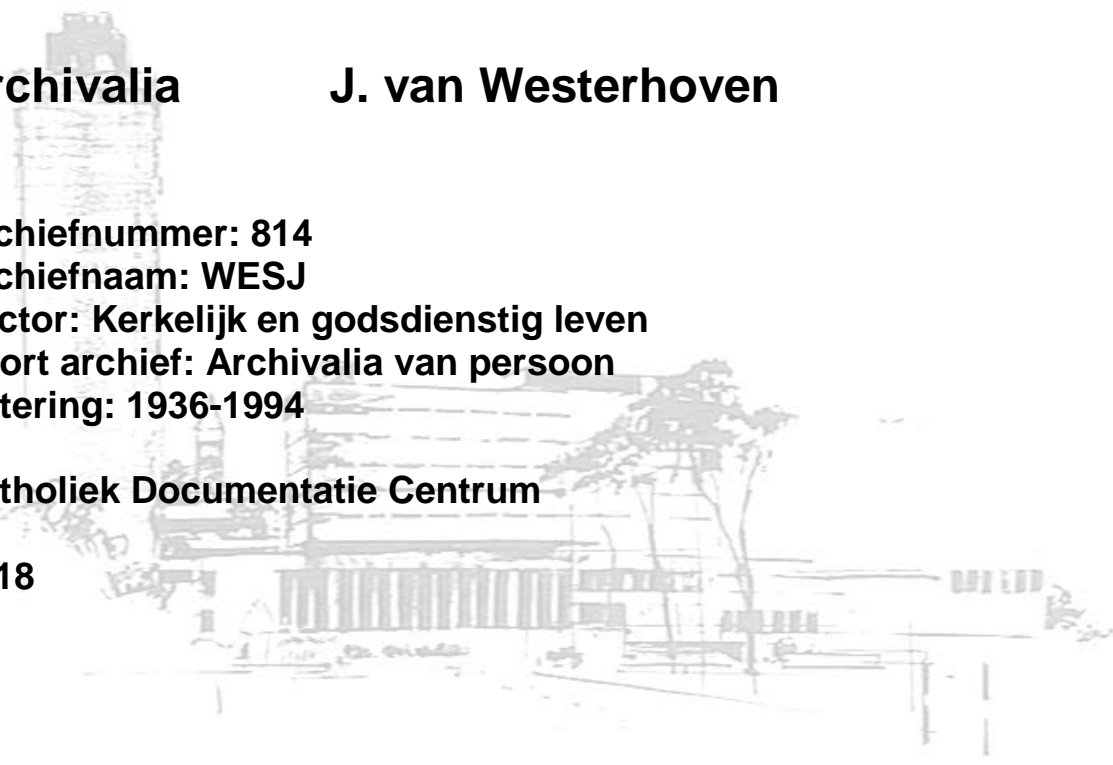 rchivalia J. van Westerhoven
chiefnummer: 814
chiefnaam: WESJ
ctor: Kerkelijk en godsdienstig leven
ort archief: Archivalia van persoon
tering: 1936-1994
tholiek Documentatie Centrum
18